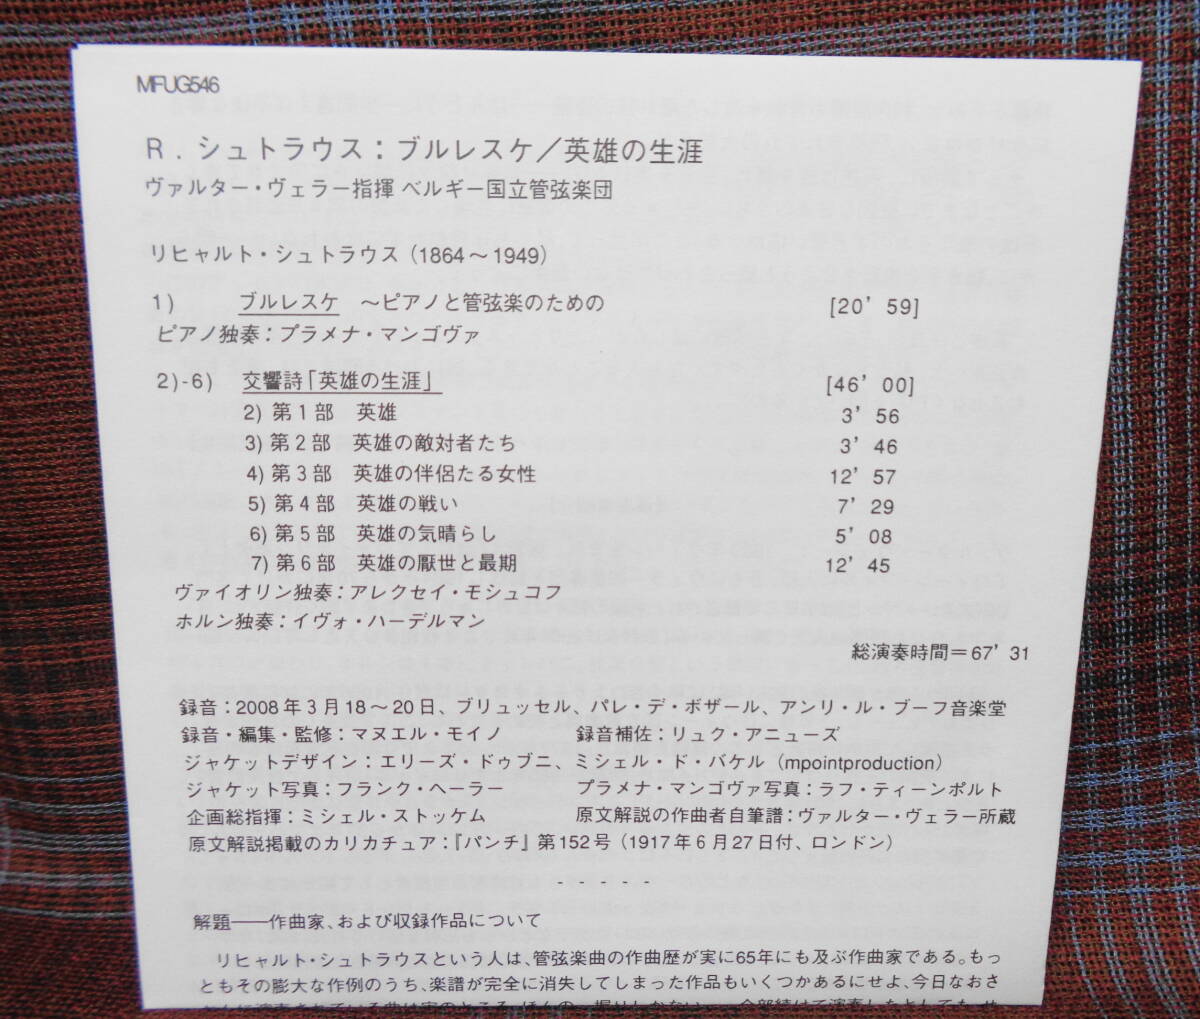 MFUG546
R．シュトラウス：ブルレスケ／英雄の生涯
ヴァルター・ヴェラー指揮 ベルギー国立管弦楽団
リヒャルト・シュトラウス（1864～1949）
1) ブルレスケ ～ピアノと管弦楽のための [20’59]
ピアノ独奏：プラメナ・マンゴヴァ
2)-6) 交響詩「英雄の生涯」 [46’00]
2) 第1部 英雄 3’56
3) 第2部 英雄の敵対者たち 3’46
4) 第3部 英雄の伴侶たる女性 12’57
5) 第4部 英雄の戦い 7’29
6) 第5部 英雄の気晴らし 5’08
7) 第6部 英雄の厭世と最期 12’45
ヴァイオリン独奏：アレクセイ・モシュコフ
ホルン独奏：イヴォ・ハーデルマン
総演奏時間＝67’31
録音：2008年3月18～20日、ブリュッセル、パレ・デ・ボザール、アンリ・ル・ブーフ音楽堂
録音・編集・監修：マヌエル・モイノ 録音補佐：リュク・アニューズ
ジャケットデザイン：エリーズ・ドゥブニ、ミシェル・ド・バケル（mpointproduction）
ジャケット写真：フランク・ヘーラー プラメナ・マンゴヴァ写真：ラフ・ティーンポルト
企画総指揮：ミシェル・ストッケム 原文解説の作曲者自筆譜：ヴァルター・ヴェラー所蔵
原文解説掲載のカリカチュア：『パンチ』第152号（1917年6月27日付、ロンドン）
- - - - -
解題――作曲家、および収録作品について
リヒャルト・シュトラウスという人は、管弦楽曲の作曲歴が実に65年にも及ぶ作曲家である。もっ
ともその膨大な作例のうち、楽譜が完全に消失してしまった作品もいくつかあるにせよ、今日なおさ